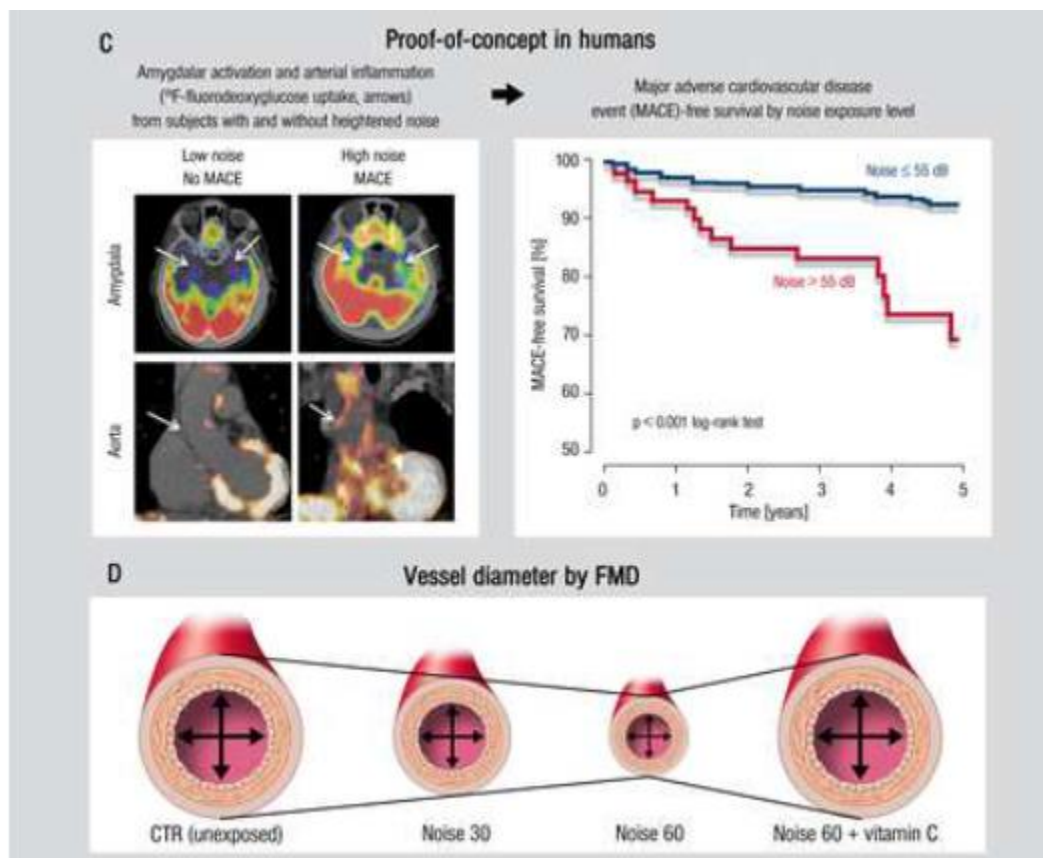 C
Proof-of-concept in humans
Amygdalar activation and arterial inflammation
(¹⁸F-fluorodeoxyglucose uptake, arrows)
from subjects with and without heightened noise
Major adverse cardiovascular disease
event (MACE)-free survival by noise exposure level
Low noise
No MACE
High noise
MACE
Amygdala
Aorta
MACE-free survival [%]
100
90
80
70
60
50
Noise ≤ 55 dB
Noise > 55 dB
p < 0.001 log-rank test
0 1 2 3 4 5
Time [years]
D
Vessel diameter by FMD
CTR (unexposed)
Noise 30
Noise 60
Noise 60 + vitamin C